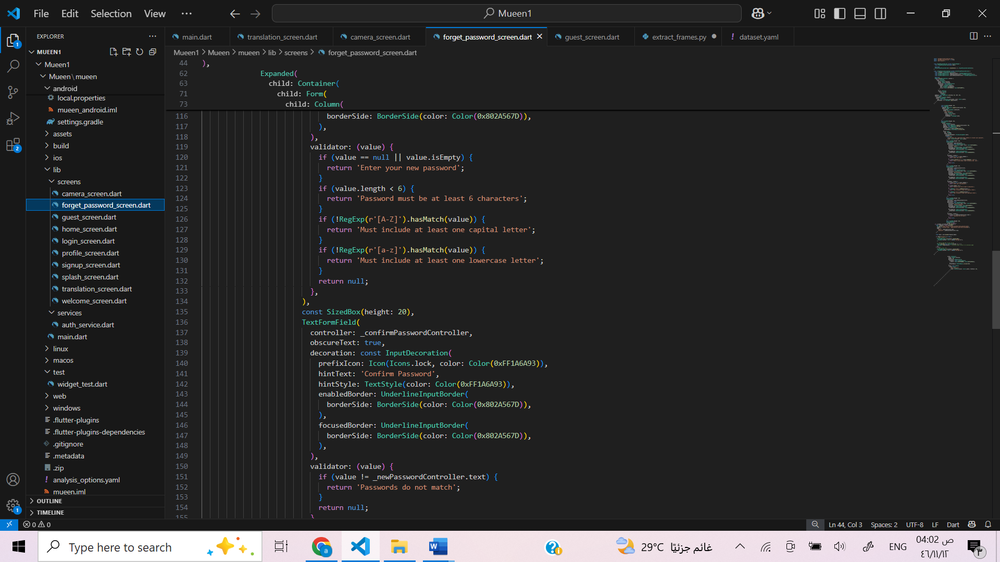 File Edit Selection View ··· Mueen1
EXPLORER
MUEEN1
Mueen1
Mueen\mueen
android
local.properties
mueen_android.iml
settings.gradle
assets
build
ios
lib
screens
camera_screen.dart
forget_password_screen.dart
guest_screen.dart
home_screen.dart
login_screen.dart
profile_screen.dart
signup_screen.dart
splash_screen.dart
translation_screen.dart
welcome_screen.dart
services
auth_service.dart
main.dart
linux
macos
test
widget_test.dart
web
windows
.flutter-plugins
.flutter-plugins-dependencies
.gitignore
.metadata
.zip
analysis_options.yaml
mueen.iml
OUTLINE
TIMELINE
1
2
1
main.dart translation_screen.dart camera_screen.dart forget_password_screen.dart guest_screen.dart extract_frames.py dataset.yaml
Mueen1 > Mueen > mueen > lib > screens > forget_password_screen.dart
44 ),
62 Expanded(
63 child: Container(
71 child: Form(
73 child: Column(
116 borderSide: BorderSide(color: Color(0x802A567D)),
117 ),
118 ),
119 validator: (value) {
120 if (value == null || value.isEmpty) {
121 return 'Enter your new password';
122 }
123 if (value.length < 6) {
124 return 'Password must be at least 6 characters';
125 }
126 if (!RegExp(r'[A-Z]').hasMatch(value)) {
127 return 'Must include at least one capital letter';
128 }
129 if (!RegExp(r'[a-z]').hasMatch(value)) {
130 return 'Must include at least one lowercase letter';
131 }
132 return null;
133 },
134 ),
135 const SizedBox(height: 20),
136 TextFormField(
137 controller: _confirmPasswordController,
138 obscureText: true,
139 decoration: const InputDecoration(
140 prefixIcon: Icon(Icons.lock, color: Color(0xFF1A6A93)),
141 hintText: 'Confirm Password',
142 hintStyle: TextStyle(color: Color(0xFF1A6A93)),
143 enabledBorder: UnderlineInputBorder(
144 borderSide: BorderSide(color: Color(0x802A567D)),
145 ),
146 focusedBorder: UnderlineInputBorder(
147 borderSide: BorderSide(color: Color(0x802A567D)),
148 ),
149 ),
150 validator: (value) {
151 if (value != _newPasswordController.text) {
152 return 'Passwords do not match';
153 }
154 return null;
155 }
0 0 Ln 44, Col 3 Spaces: 2 UTF-8 LF Dart
Type here to search
29°C غائم جزئيًا
ENG
04:02 ص
٤٦/١١/١٢
٣